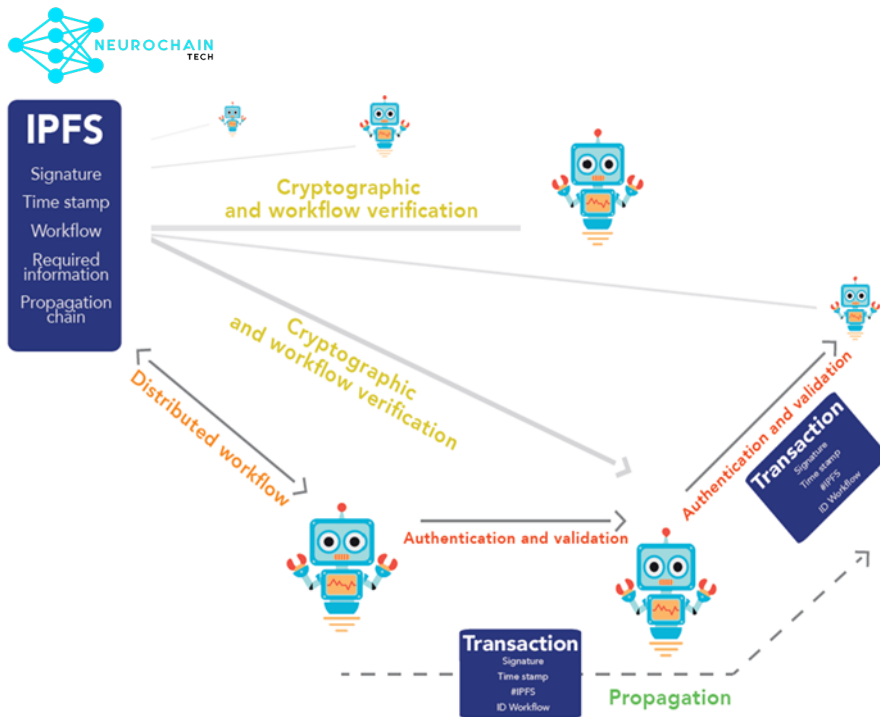 NEUROCHAIN
TECH
IPFS
Signature
Time stamp
Workflow
Required
information
Propagation
chain
Cryptographic
and workflow verification
Cryptographic
and workflow verification
Distributed workflow
Authentication and validation
Authentication and validation
Transaction
Signature
Time stamp
#IPFS
ID Workflow
Transaction
Signature
Time stamp
#IPFS
ID Workflow
Propagation